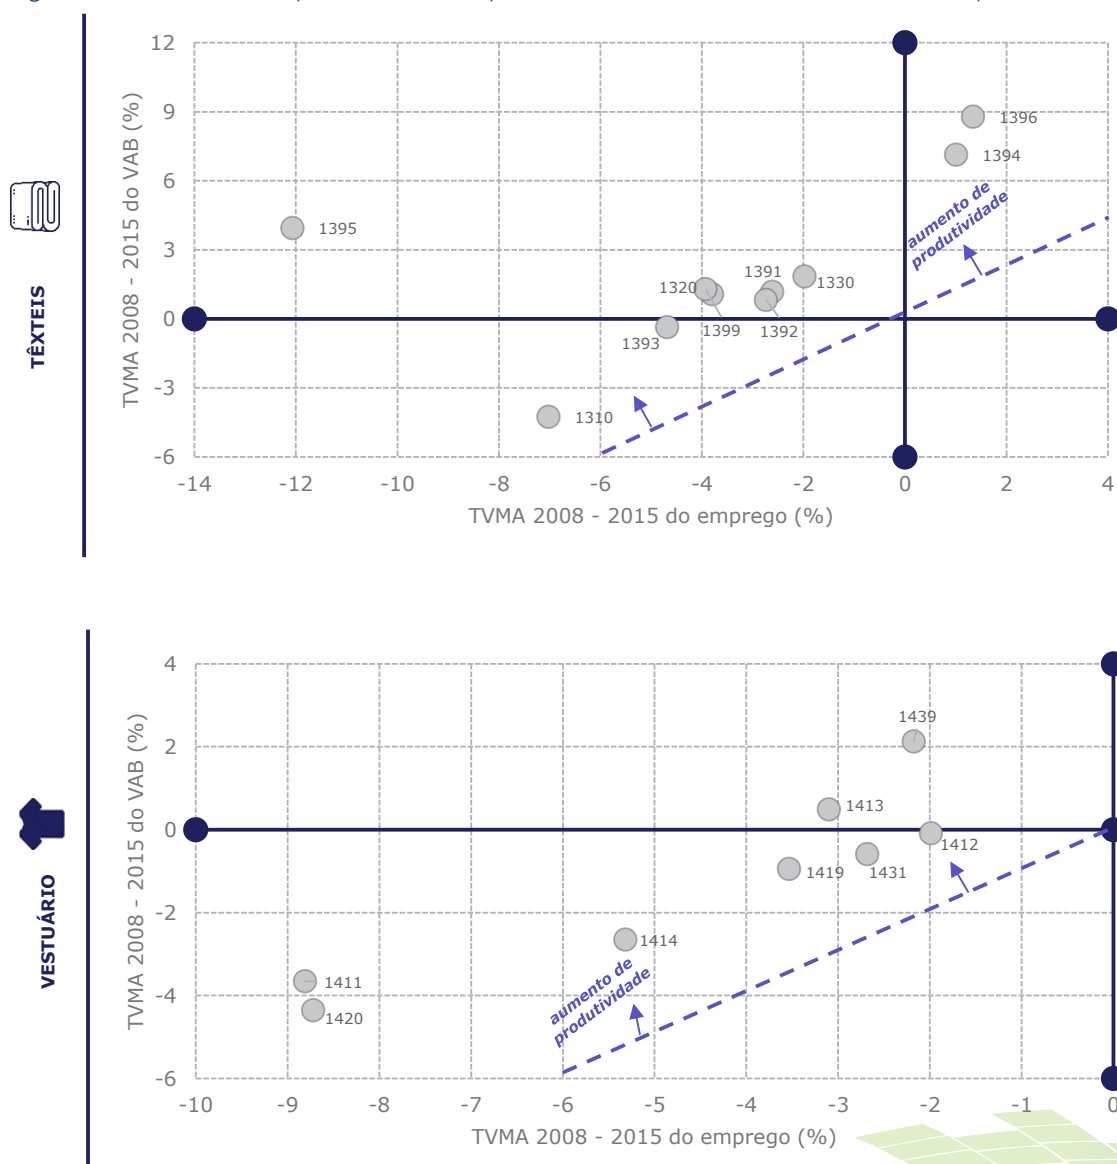 12
9
6
3
0
-3
-6
TVMA 2008 - 2015 do VAB (%)
TÊXTEIS
1396
1394
1395
1391
1330
1320
1399
1392
1393
1310
aumento de
produtividade
-14 -12 -10 -8 -6 -4 -2 0 2 4
TVMA 2008 - 2015 do emprego (%)
4
2
0
-2
-4
-6
TVMA 2008 - 2015 do VAB (%)
VESTUÁRIO
1439
1413
1412
1419
1431
1414
1411
1420
aumento de
produtividade
-10 -9 -8 -7 -6 -5 -4 -3 -2 -1 0
TVMA 2008 - 2015 do emprego (%)